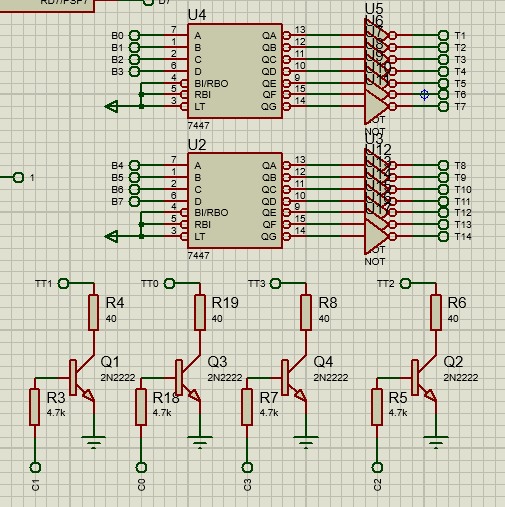 RD7/PSP7
D7
U4
U5
U6
B0 7 A QA 13 T1
B1 1 B QB 12 T2
B2 2 C QC 11 T3
B3 6 D QD 10 T4
4 BI/RBO QE 9 T5
5 RBI QF 15 T6
3 LT QG 14 T7
7447
NOT
NOT
U2
U3
12
1
B4 7 A QA 13 T8
B5 1 B QB 12 T9
B6 2 C QC 11 T10
B7 6 D QD 10 T11
4 BI/RBO QE 9 T12
5 RBI QF 15 T13
3 LT QG 14 T14
7447
NOT
NOT
TT1 TT0 TT3 TT2
R4 R19 R8 R6
40 40 40 40
Q1 Q3 Q4 Q2
2N2222 2N2222 2N2222 2N2222
R3 R18 R7 R5
4.7k 4.7k 4.7k 4.7k
C1 C0 C3 C2